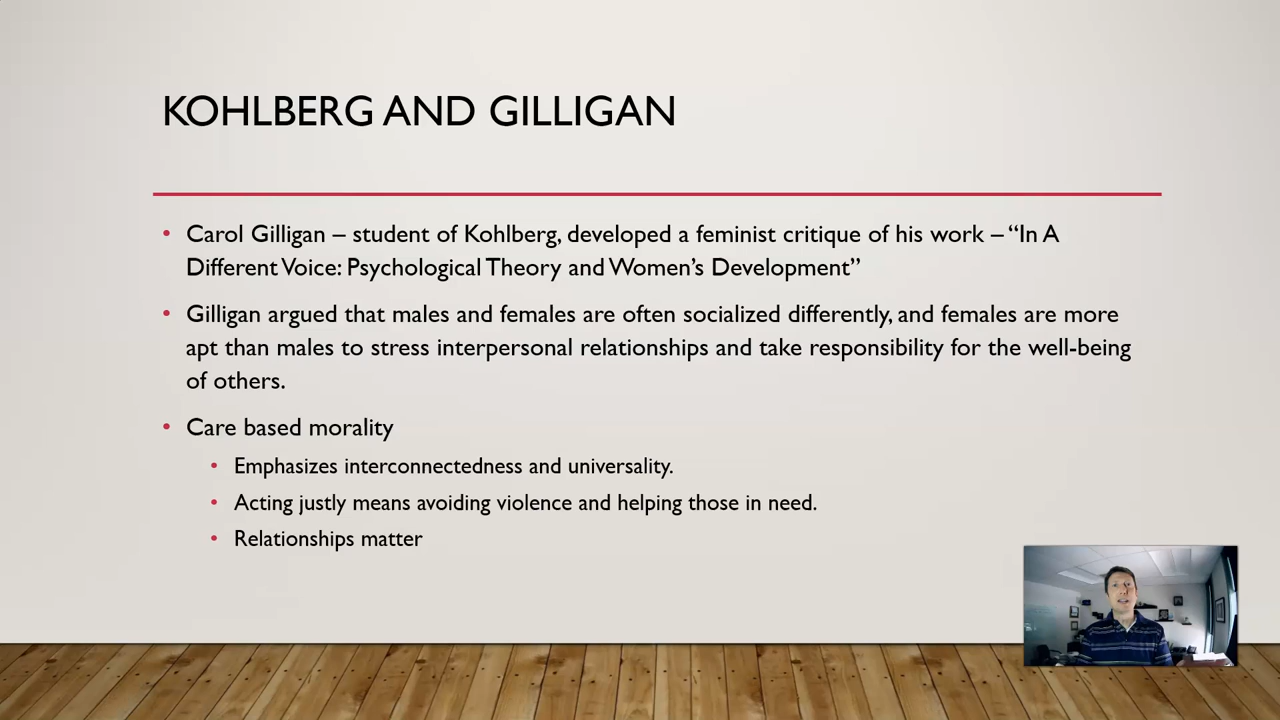 KOHLBERG AND GILLIGAN
• Carol Gilligan – student of Kohlberg, developed a feminist critique of his work – “In A
Different Voice: Psychological Theory and Women’s Development”
• Gilligan argued that males and females are often socialized differently, and females are more
apt than males to stress interpersonal relationships and take responsibility for the well-being
of others.
• Care based morality
• Emphasizes interconnectedness and universality.
• Acting justly means avoiding violence and helping those in need.
• Relationships matter